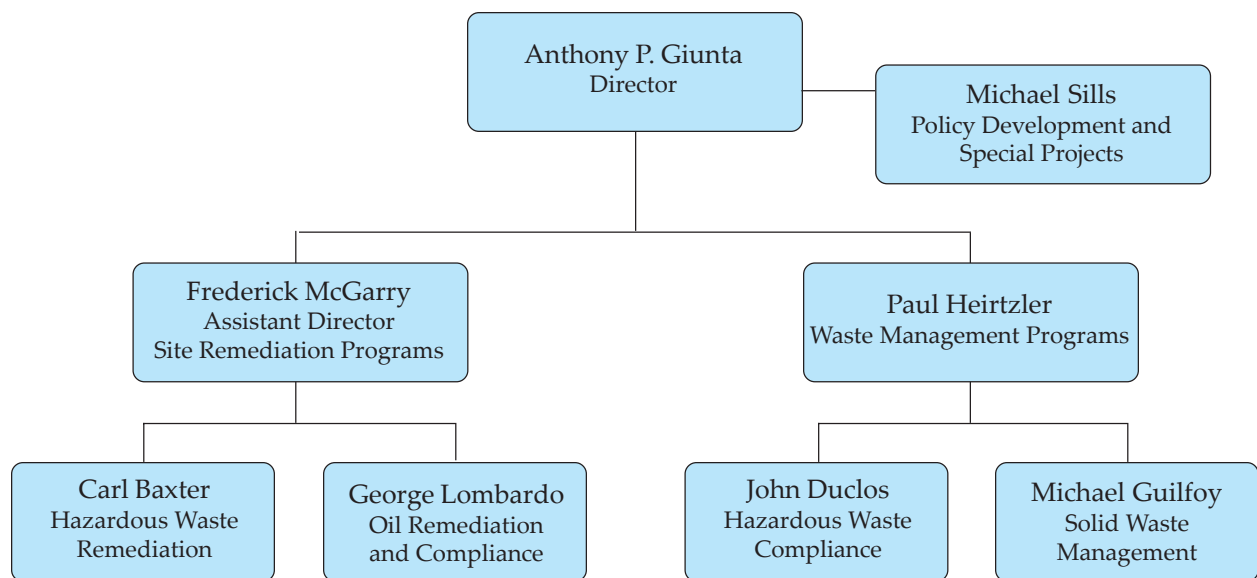 Anthony P. Giunta
Director
Michael Sills
Policy Development and
Special Projects
Frederick McGarry
Assistant Director
Site Remediation Programs
Paul Heirtzler
Waste Management Programs
Carl Baxter
Hazardous Waste
Remediation
George Lombardo
Oil Remediation
and Compliance
John Duclos
Hazardous Waste
Compliance
Michael Guilfoy
Solid Waste
Management